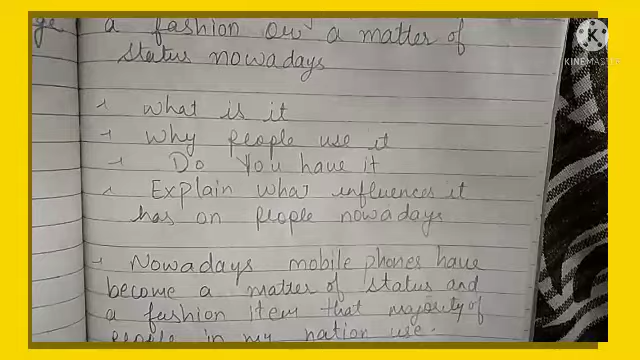 a fashion or a matter of
status nowadays
What is it
Why people use it
Do you have it
Explain what influences it
has on people nowadays
Nowadays mobile phones have
become a matter of status and
a fashion item that majority of
people in my nation use.
KINEMASTER